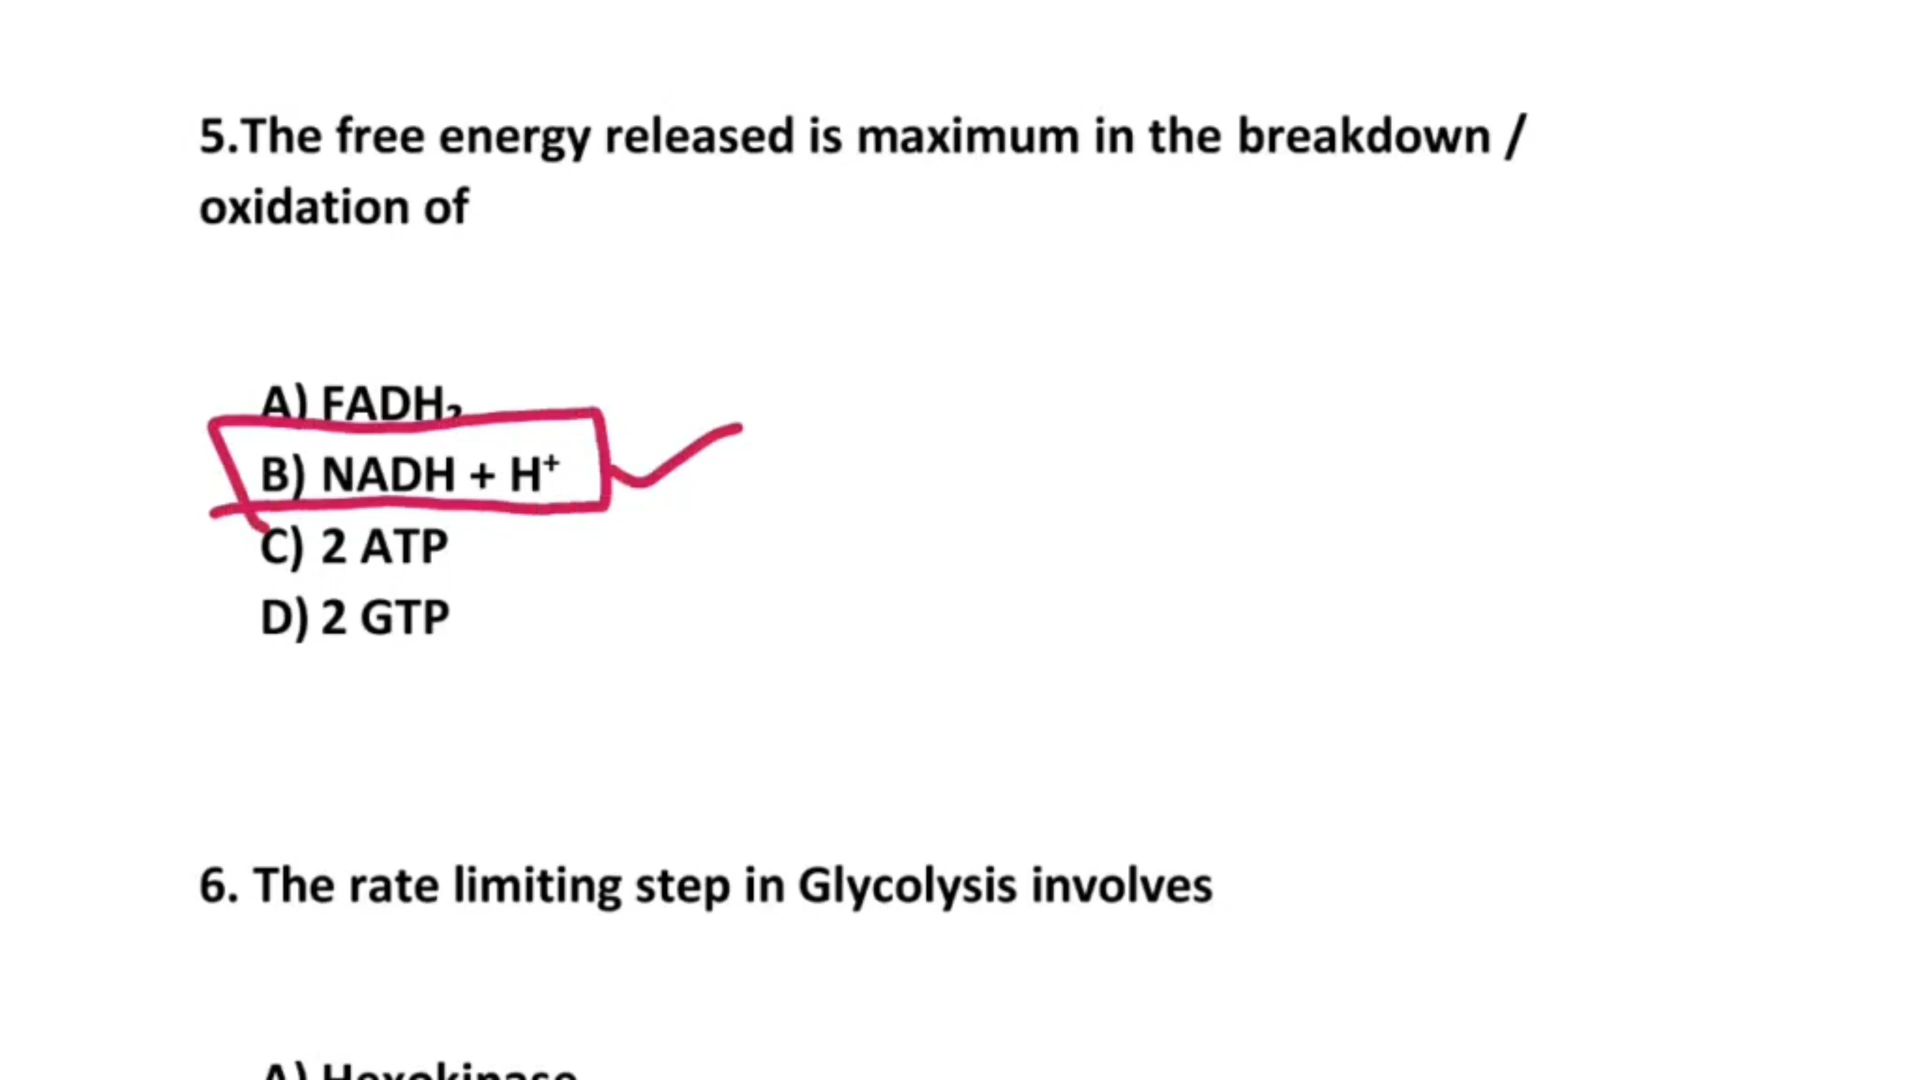 5.The free energy released is maximum in the breakdown /
oxidation of
A) FADH₂
B) NADH + H⁺
C) 2 ATP
D) 2 GTP
6. The rate limiting step in Glycolysis involves
A) Hexokinase